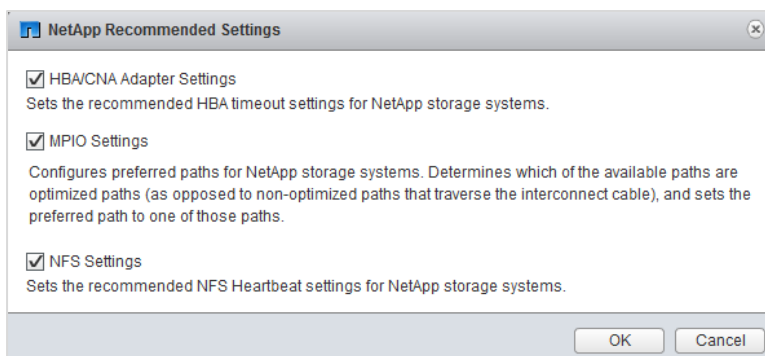 NetApp Recommended Settings
HBA/CNA Adapter Settings
Sets the recommended HBA timeout settings for NetApp storage systems.
MPIO Settings
Configures preferred paths for NetApp storage systems. Determines which of the available paths are
optimized paths (as opposed to non-optimized paths that traverse the interconnect cable), and sets the
preferred path to one of those paths.
NFS Settings
Sets the recommended NFS Heartbeat settings for NetApp storage systems.
OK Cancel